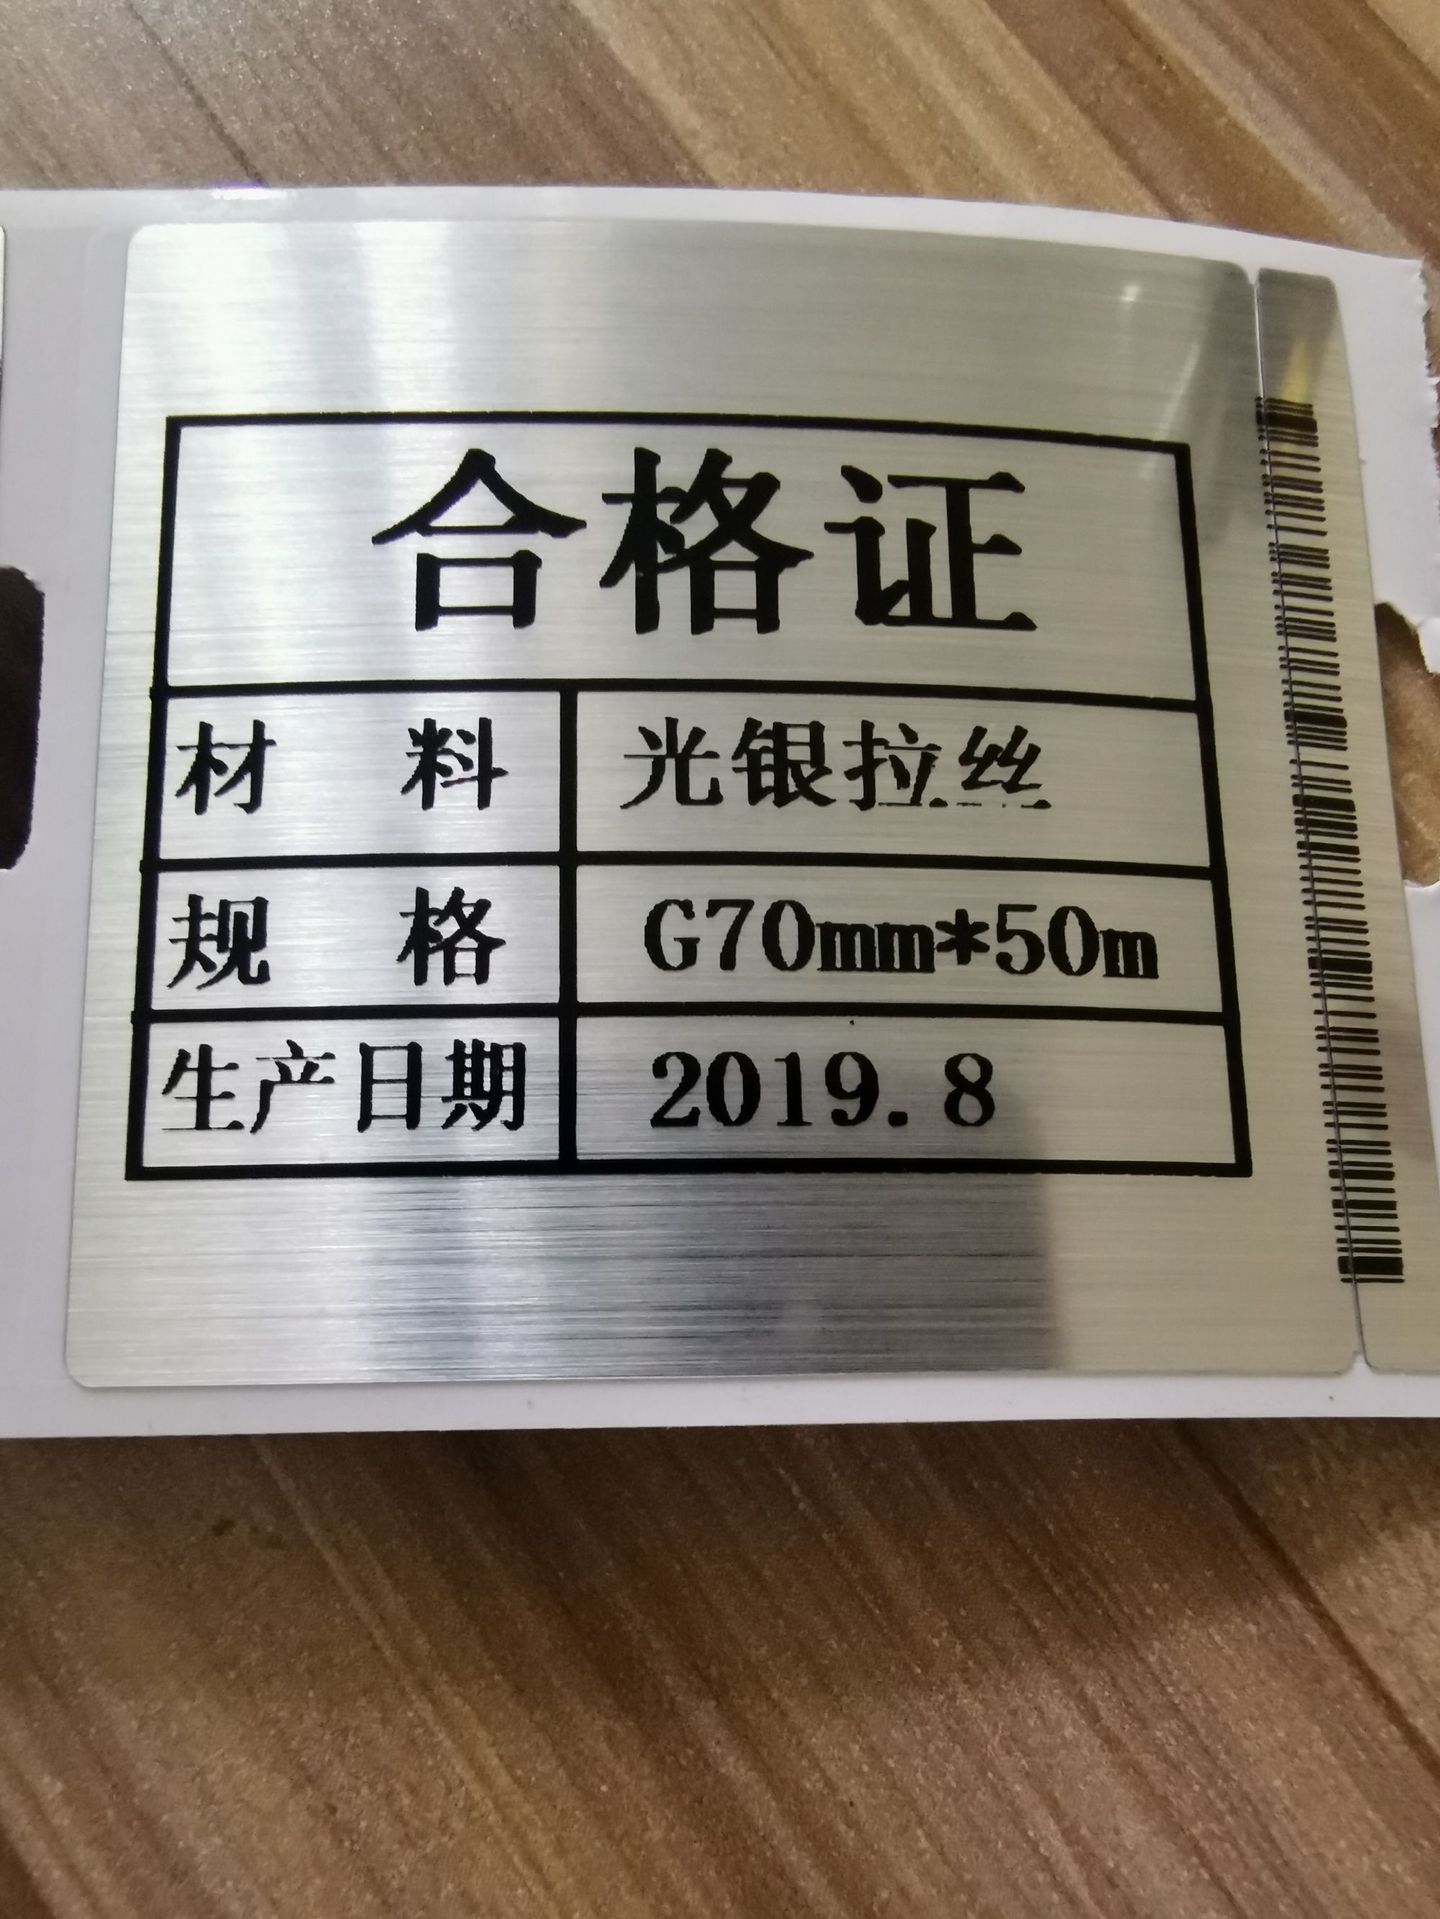 合格证
材 料 光银拉丝
规 格 G70mm*50m
生产日期 2019.8